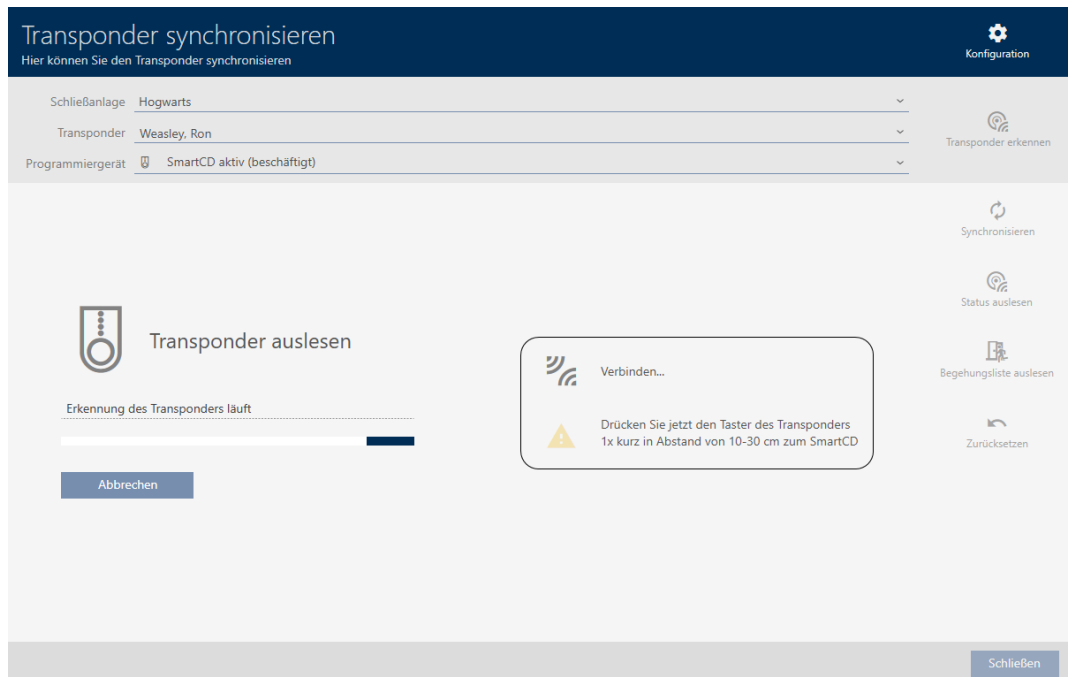 Transponder synchronisieren
Hier können Sie den Transponder synchronisieren
Konfiguration
Schließanlage Hogwarts
Transponder Weasley, Ron
Programmiergerät SmartCD aktiv (beschäftigt)
Transponder erkennen
Synchronisieren
Status auslesen
Begehungsliste auslesen
Zurücksetzen
Transponder auslesen
Erkennung des Transponders läuft
Abbrechen
Verbinden...
Drücken Sie jetzt den Taster des Transponders
1x kurz in Abstand von 10-30 cm zum SmartCD
Schließen